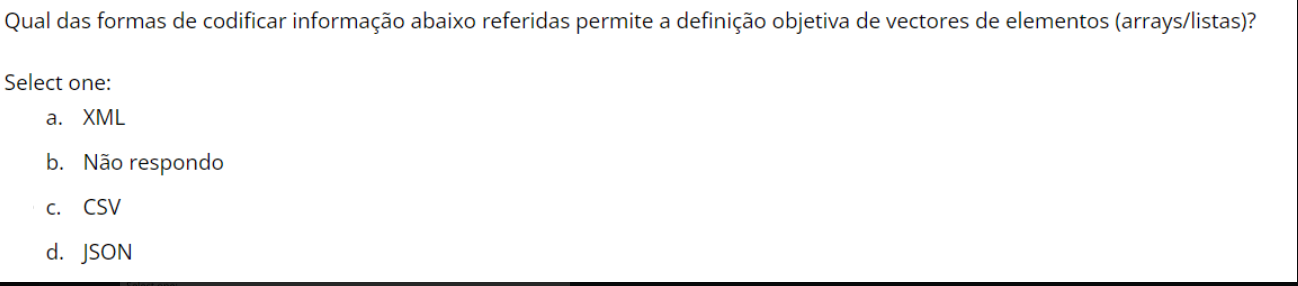 Qual das formas de codificar informação abaixo referidas permite a definição objetiva de vectores de elementos (arrays/listas)?
Select one:
a. XML
b. Não respondo
c. CSV
d. JSON